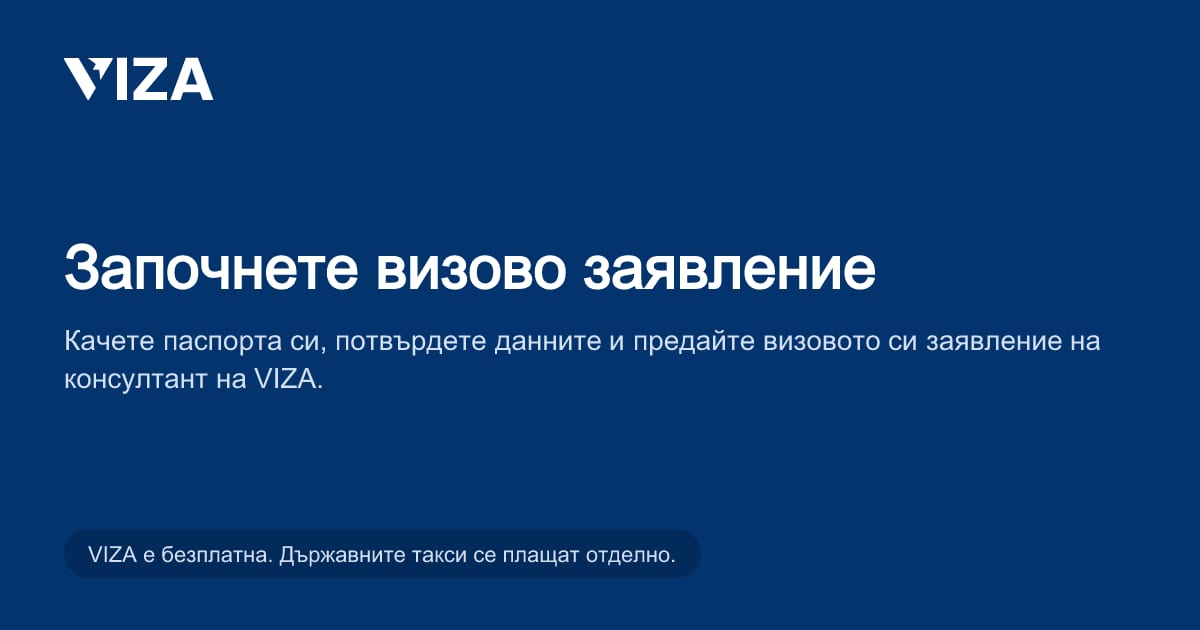 VIZA
Започнете визово заявление
Качете паспорта си, потвърдете данните и предайте визовото си заявление на
консултант на VIZA.
VIZA е безплатна. Държавните такси се плащат отделно.